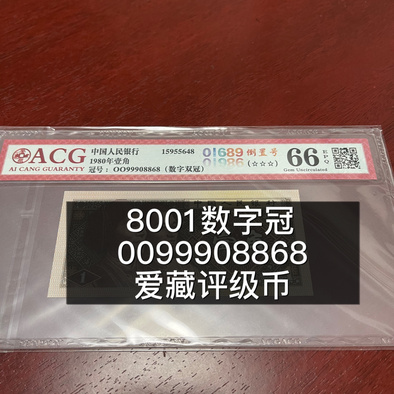 ACG
AI CANG GUARANTY
中国人民银行 15955648
1980年壹角
冠号：OO99908868（数字双冠）
01689 倒置号
01986（☆☆☆）
66 EPQ
Gem Uncirculated
8001数字冠
0099908868
爱藏评级币